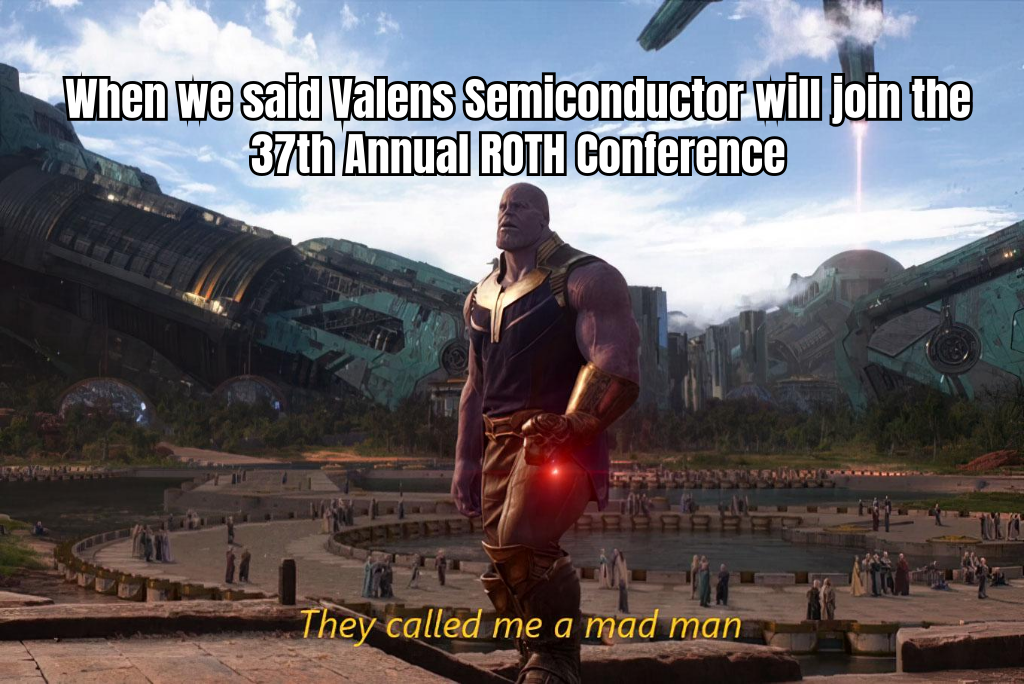 When we said Valens Semiconductor will join the
37th Annual ROTH Conference
They called me a mad man